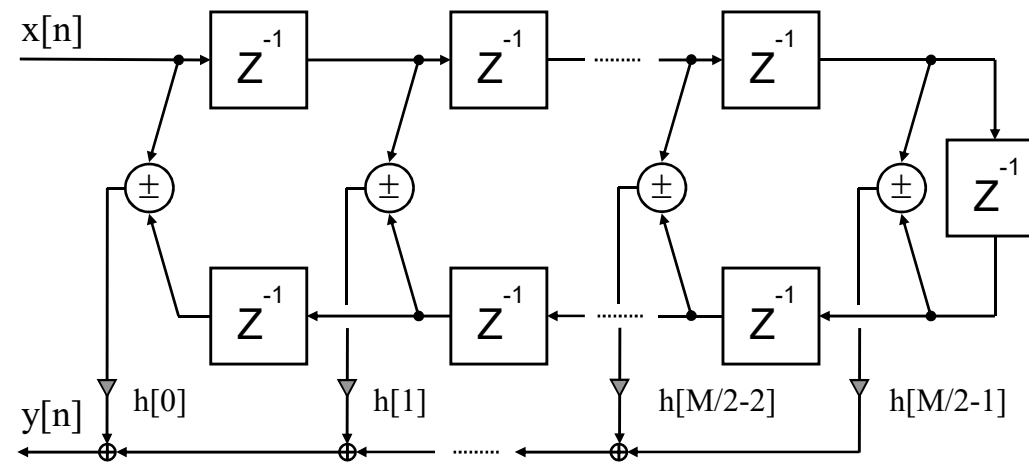 x[n]
Z⁻¹
Z⁻¹
Z⁻¹
±
±
±
±
Z⁻¹
Z⁻¹
Z⁻¹
Z⁻¹
h[0]
h[1]
h[M/2-2]
h[M/2-1]
y[n]